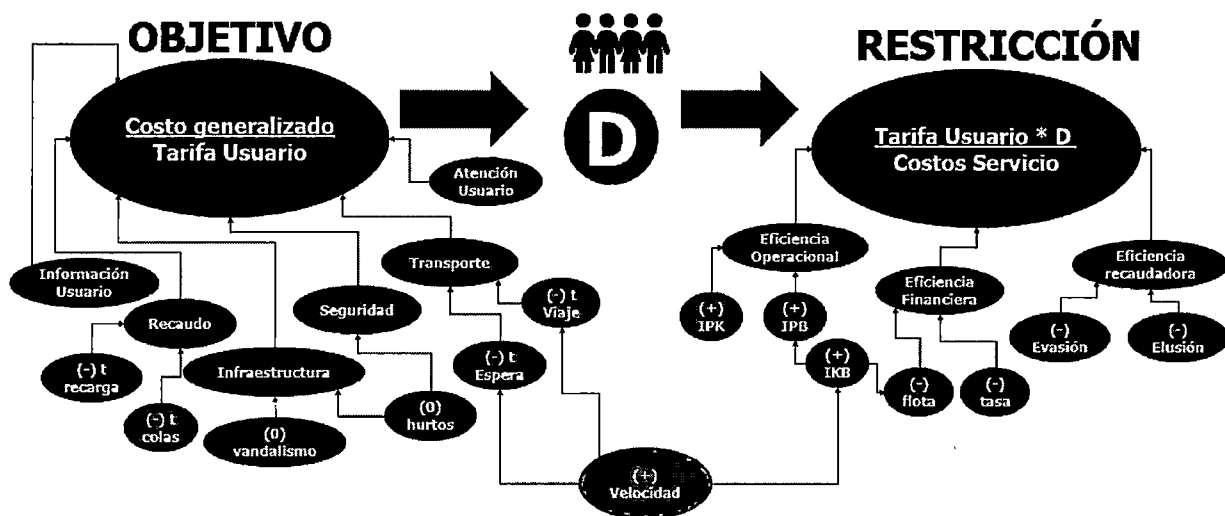 OBJETIVO
RESTRICCIÓN
D
Costo generalizado
Tarifa Usuario
Tarifa Usuario * D
Costos Servicio
Atención
Usuario
Información
Usuario
Recaudo
(-) t
recarga
(-) t
colas
Infraestructura
(0)
vandalismo
Seguridad
(0)
hurtos
Transporte
(-) t
Espera
(-) t
Viaje
(+)
Velocidad
Eficiencia
Operacional
(+)
IPK
(+)
IPB
(+)
IKB
Eficiencia
Financiera
(-)
flota
(-)
tasa
Eficiencia
recaudadora
(-)
Evasión
(-)
Elusión